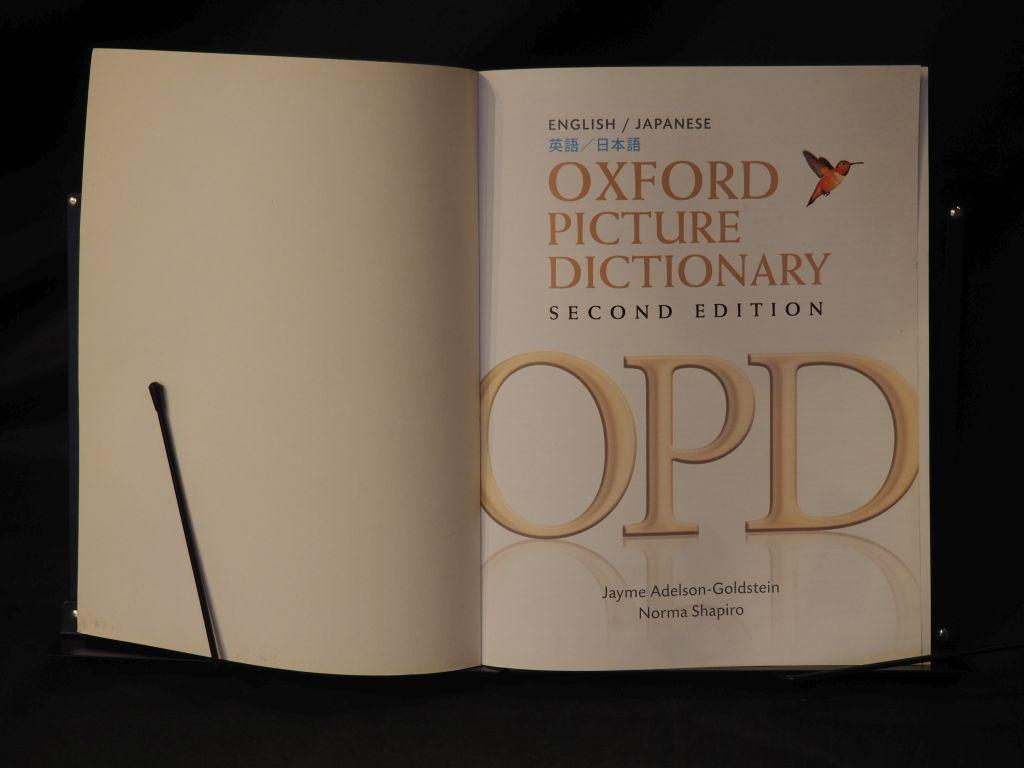 ENGLISH / JAPANESE
英語／日本語
OXFORD
PICTURE
DICTIONARY
SECOND EDITION
OPD
Jayme Adelson-Goldstein
Norma Shapiro